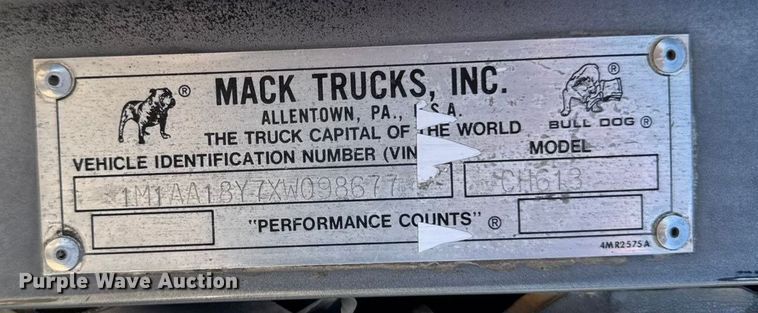 MACK TRUCKS, INC.
ALLENTOWN, PA., U.S.A.
THE TRUCK CAPITAL OF THE WORLD
BULL DOG ®
VEHICLE IDENTIFICATION NUMBER (VIN
MODEL
1M1AA18Y7XW098677
CH613
"PERFORMANCE COUNTS" ®
4MR2575A
Purple Wave Auction